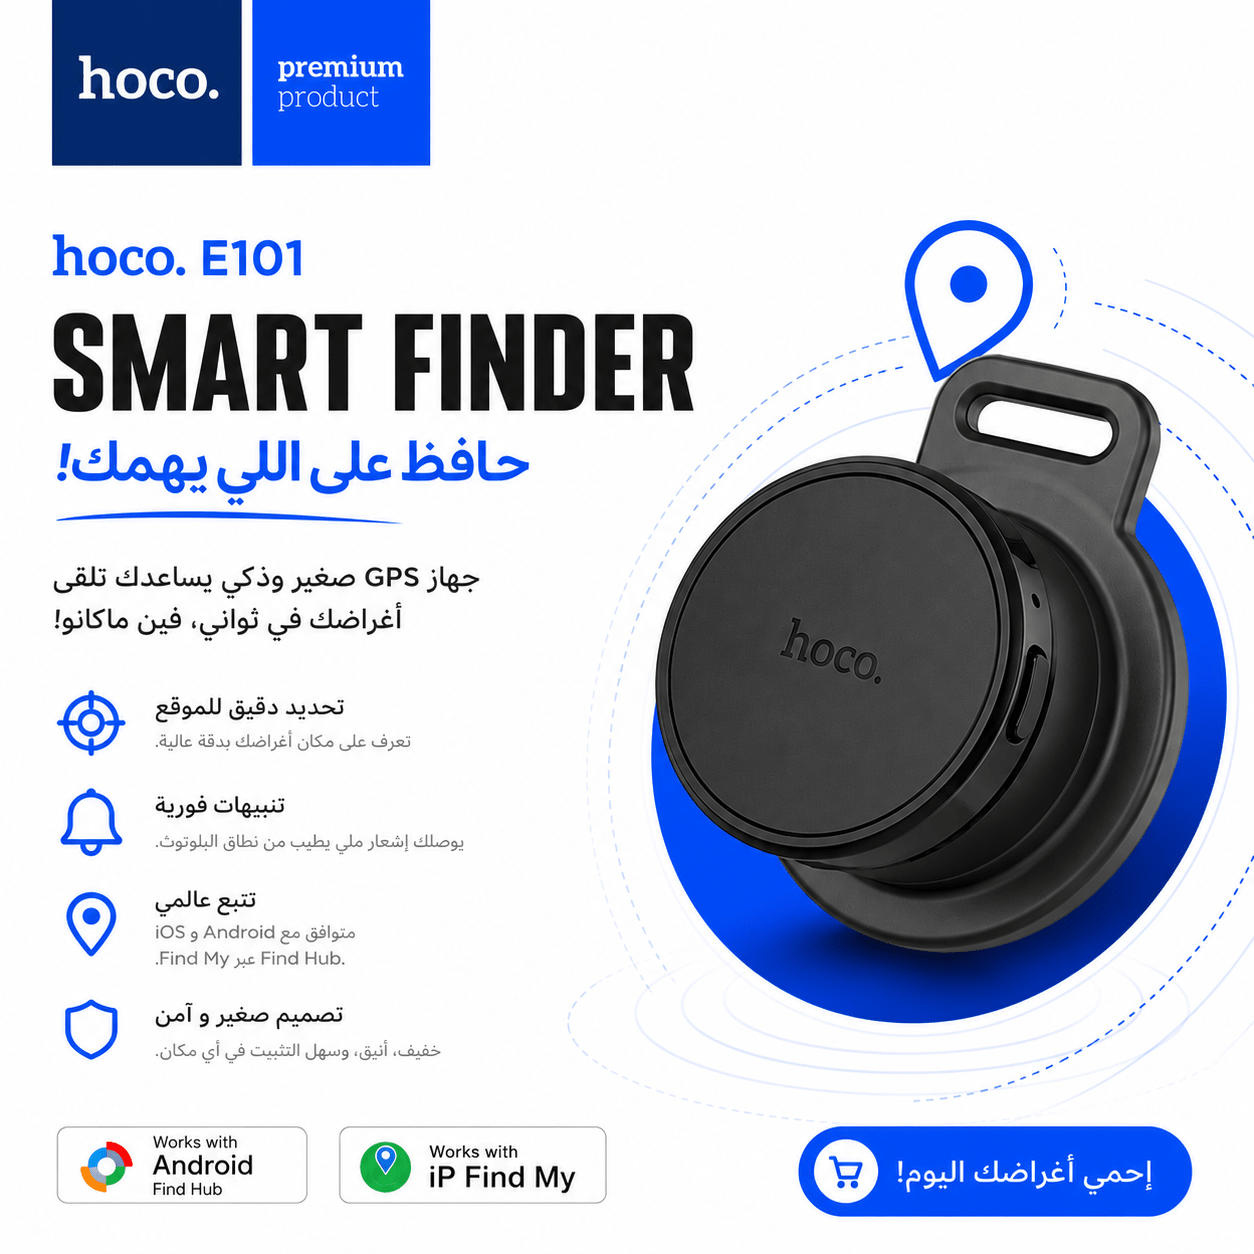 hoco.
premium
product
hoco. E101
SMART FINDER
حافظ على اللي يهمك!
جهاز GPS صغير وذكي يساعدك تلقى
أغراضك في ثواني، فين ماكانو!
تحديد دقيق للموقع
تعرف على مكان أغراضك بدقة عالية.
تنبيهات فورية
يوصلك إشعار ملي يطيب من نطاق البلوتوث.
تتبع عالمي
متوافق مع Android و iOS
عبر Find My .Find Hub.
تصميم صغير و آمن
خفيف، أنيق، وسهل التثبيت في أي مكان.
hoco.
Works with
Android
Find Hub
Works with
iP Find My
إحمي أغراضك اليوم!